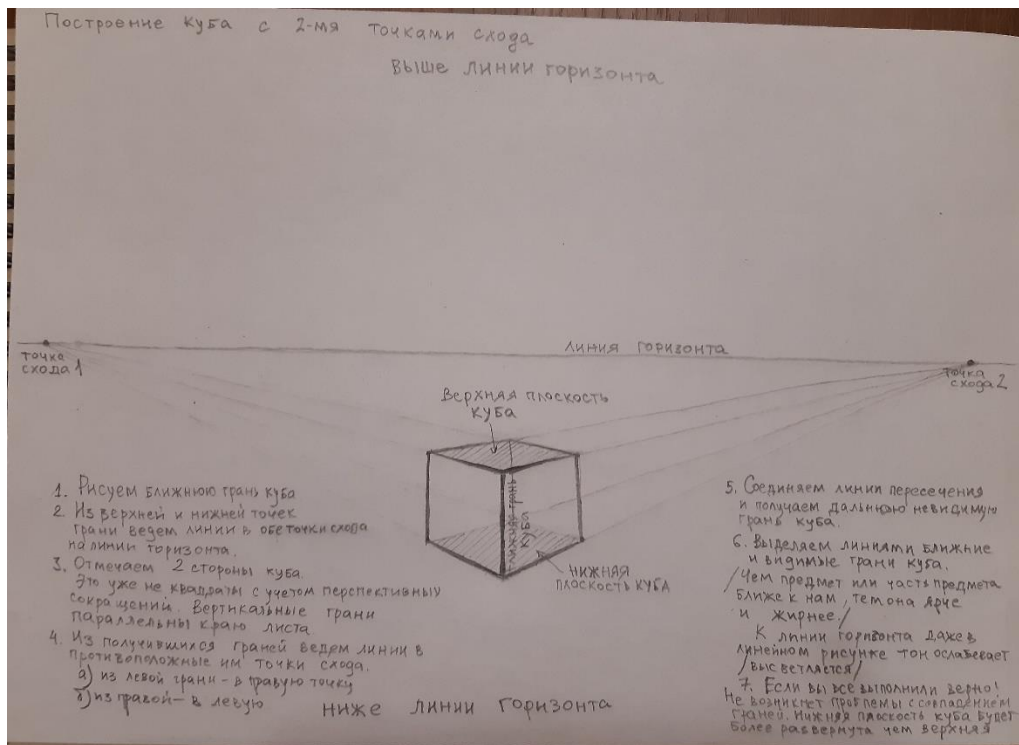 Построение куба с 2-мя точками схода
Выше линии горизонта
линия горизонта
точка
схода 1
точка
схода 2
Верхняя плоскость
куба
ближняя грань
куба
нижняя
плоскость куба
1. Рисуем ближнюю грань куба
2 Из верхней и нижней точек
грани ведем линии в обе точки схода
на линии горизонта.
3. Отмечаем 2 стороны куба.
Это уже не квадраты с учетом перспективных
сокращений. Вертикальные грани
параллельны краю листа
4. Из получившихся граней ведем линии в
противоположные им точки схода.
а) из левой грани - в правую точку
б) из правой - в левую
ниже линии горизонта
5. Соединяем линии пересечения
и получаем дальнюю невидимую
грань куба.
6. Выделяем линиями ближние
и видимые грани куба.
/Чем предмет или часть предмета
ближе к нам, тем она ярче
и жирнее./
К линии горизонта даже в
линейном рисунке тон ослабевает
/высветляется/
7. Если вы все выполнили верно!
Не возникнет проблемы с совпадением
граней. Нижняя плоскость куба будет
более развернута чем верхняя